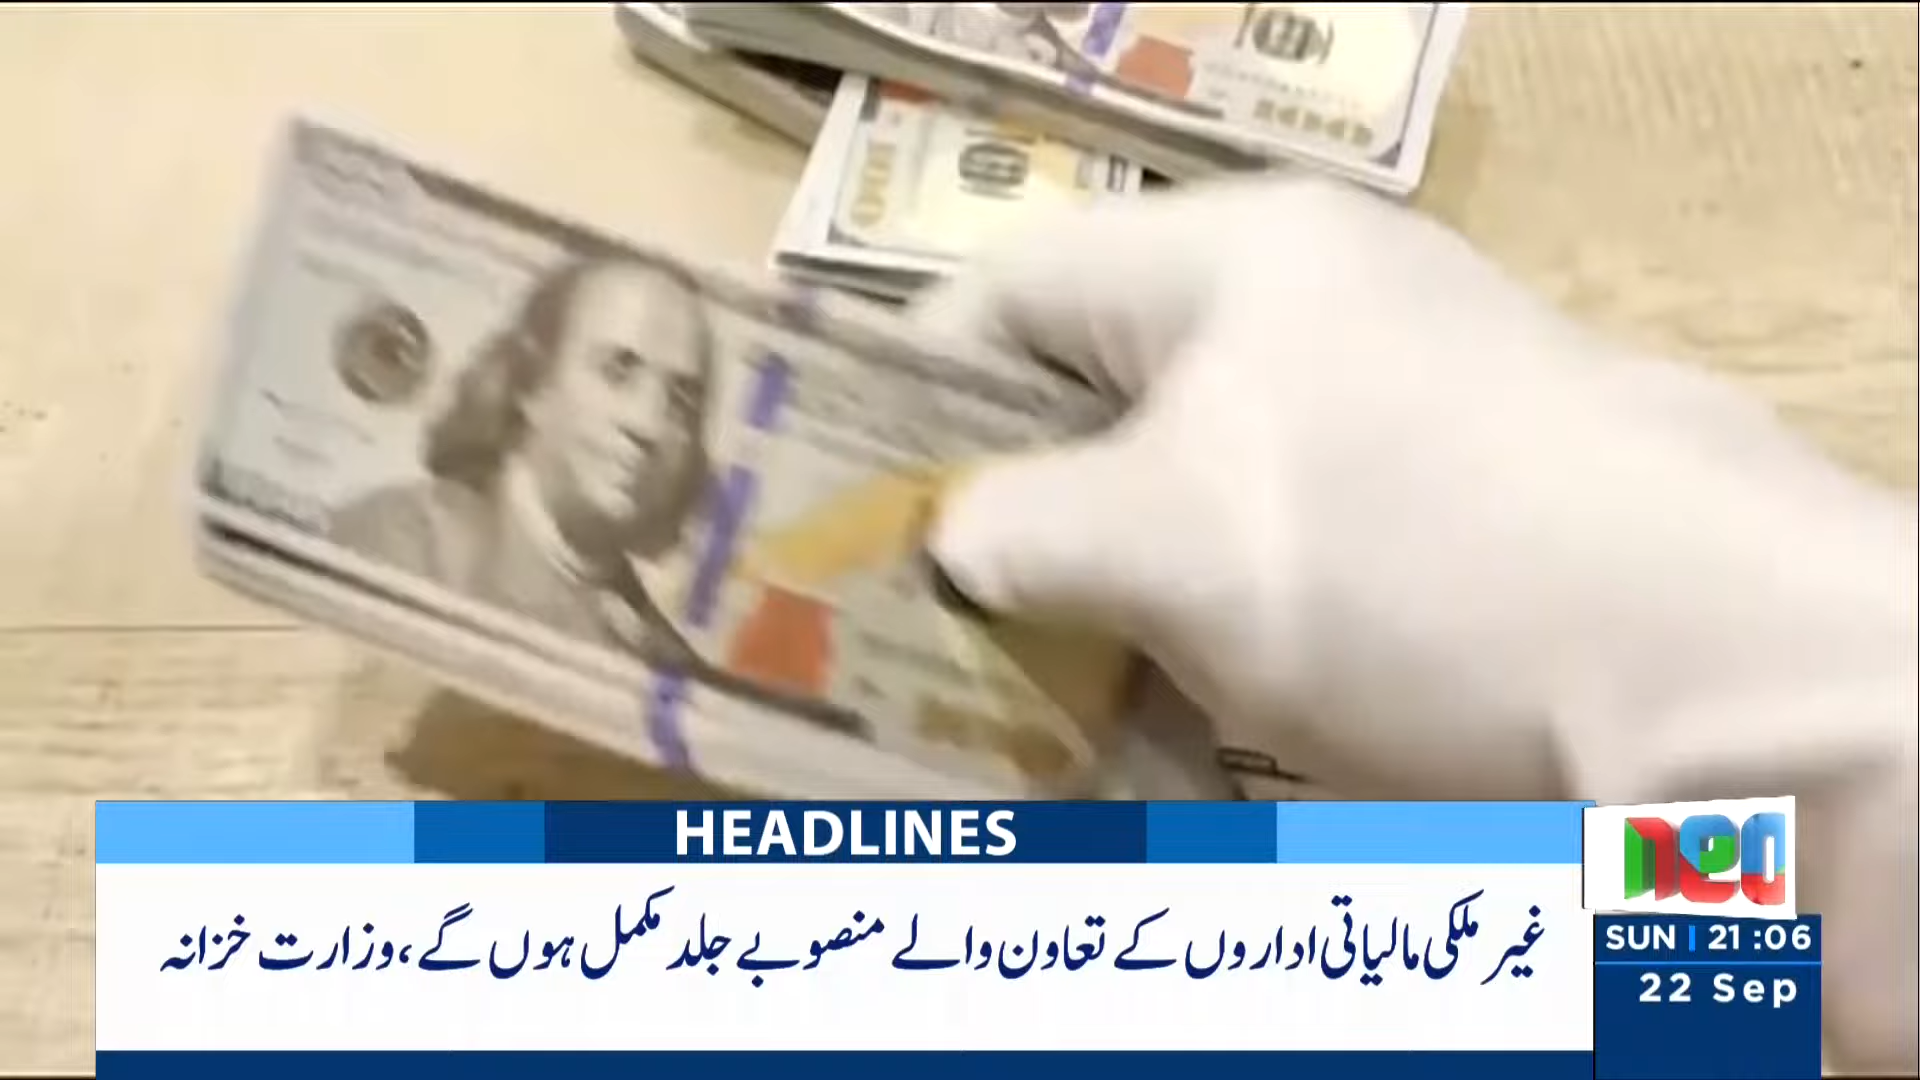 HEADLINES
غیر ملکی مالیاتی اداروں کے تعاون والے منصوبے جلد مکمل ہوں گے، وزارت خزانہ
neo
SUN | 21:06
22 Sep